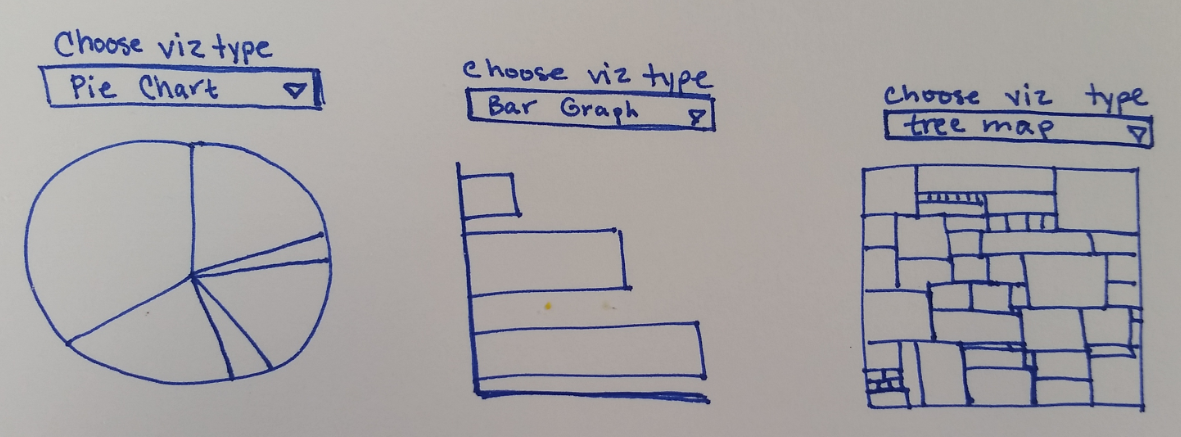 Choose viz type
Pie Chart
choose viz type
Bar Graph
choose viz type
tree map